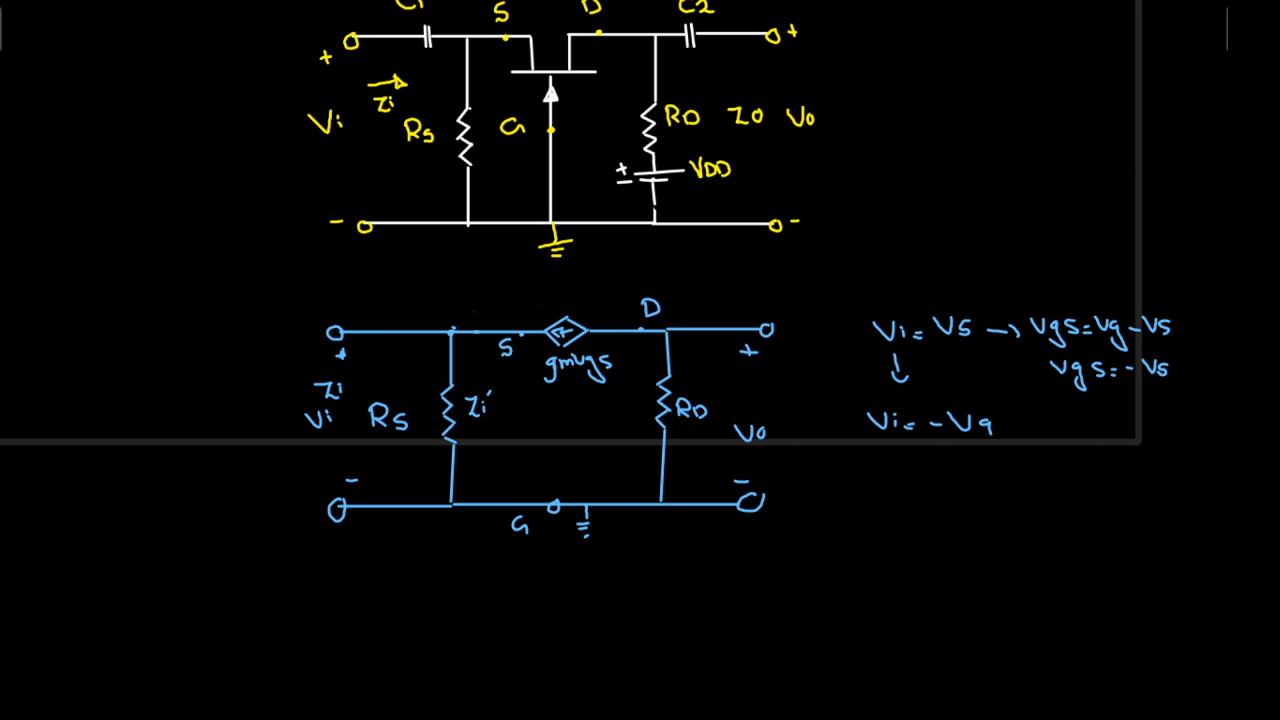 C1 S D C2
+ +
Zi
Vi Rs G RD Zo Vo
+
- VDD
- -
D
S
gmvgs
+ +
Zi
Vi Rs Zi' RD Vo
- -
G
Vi = Vs → Vgs = Vg - Vs
↓ Vgs = - Vs
Vi = - Vg